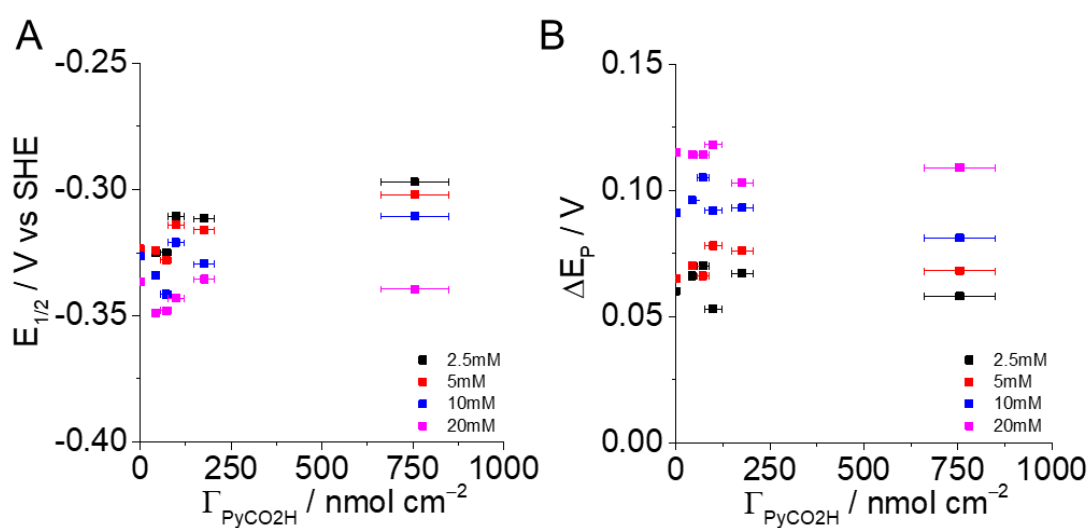 A
E1/2 / V vs SHE
-0.25
-0.30
-0.35
-0.40
2.5mM
5mM
10mM
20mM
0 250 500 750 1000
ΓPyCO2H / nmol cm−2
B
ΔEP / V
0.15
0.10
0.05
0.00
2.5mM
5mM
10mM
20mM
0 250 500 750 1000
ΓPyCO2H / nmol cm−2